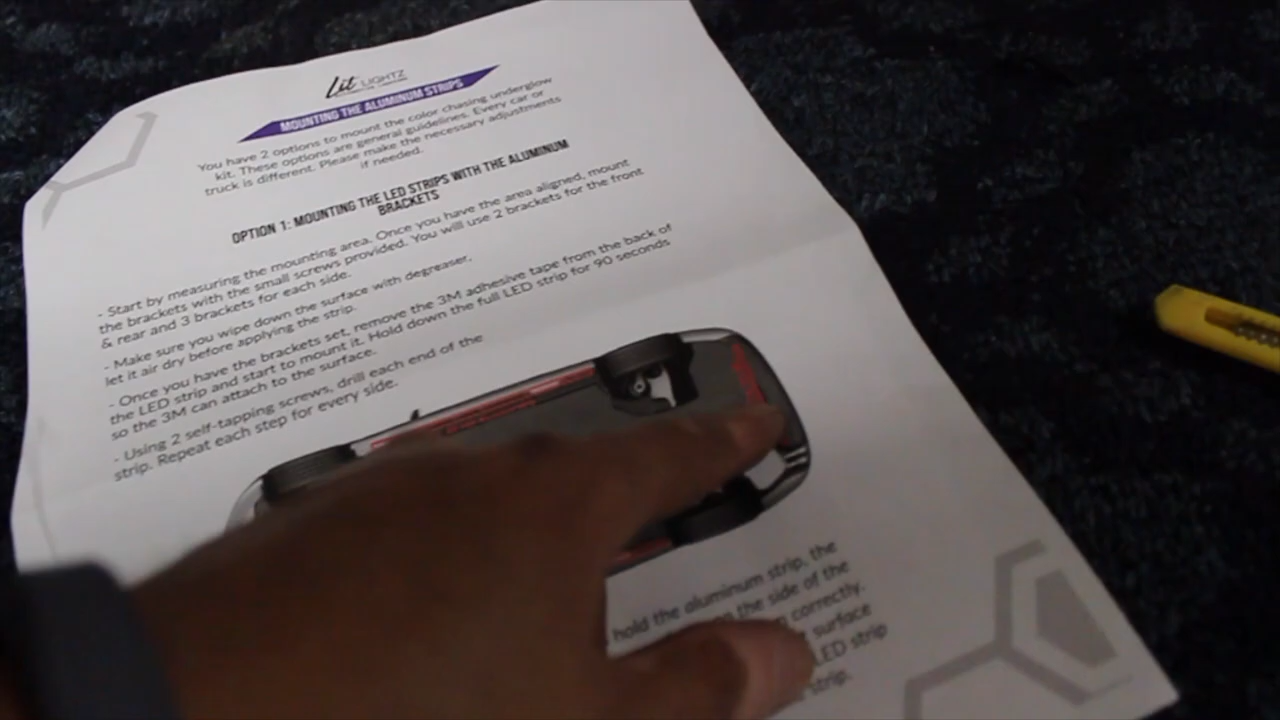 Lit LIGHTZ
MOUNTING THE ALUMINUM STRIPS
You have 2 options to mount the color chasing underglow
kit. These options are general guidelines. Every car or
truck is different. Please make the necessary adjustments
if needed.
OPTION 1: MOUNTING THE LED STRIPS WITH THE ALUMINUM
BRACKETS
- Start by measuring the mounting area. Once you have the area aligned, mount
the brackets with the small screws provided. You will use 2 brackets for the front
& rear and 3 brackets for each side.
- Make sure you wipe down the surface with degreaser,
let it air dry before applying the strip.
- Once you have the brackets set, remove the 3M adhesive tape from the back of
the LED strip and start to mount it. Hold down the full LED strip for 90 seconds
so the 3M can attach to the surface.
- Using 2 self-tapping screws, drill each end of the
strip. Repeat each step for every side.
hold the aluminum strip, the
the side of the
correctly.
surface
LED strip
strip.